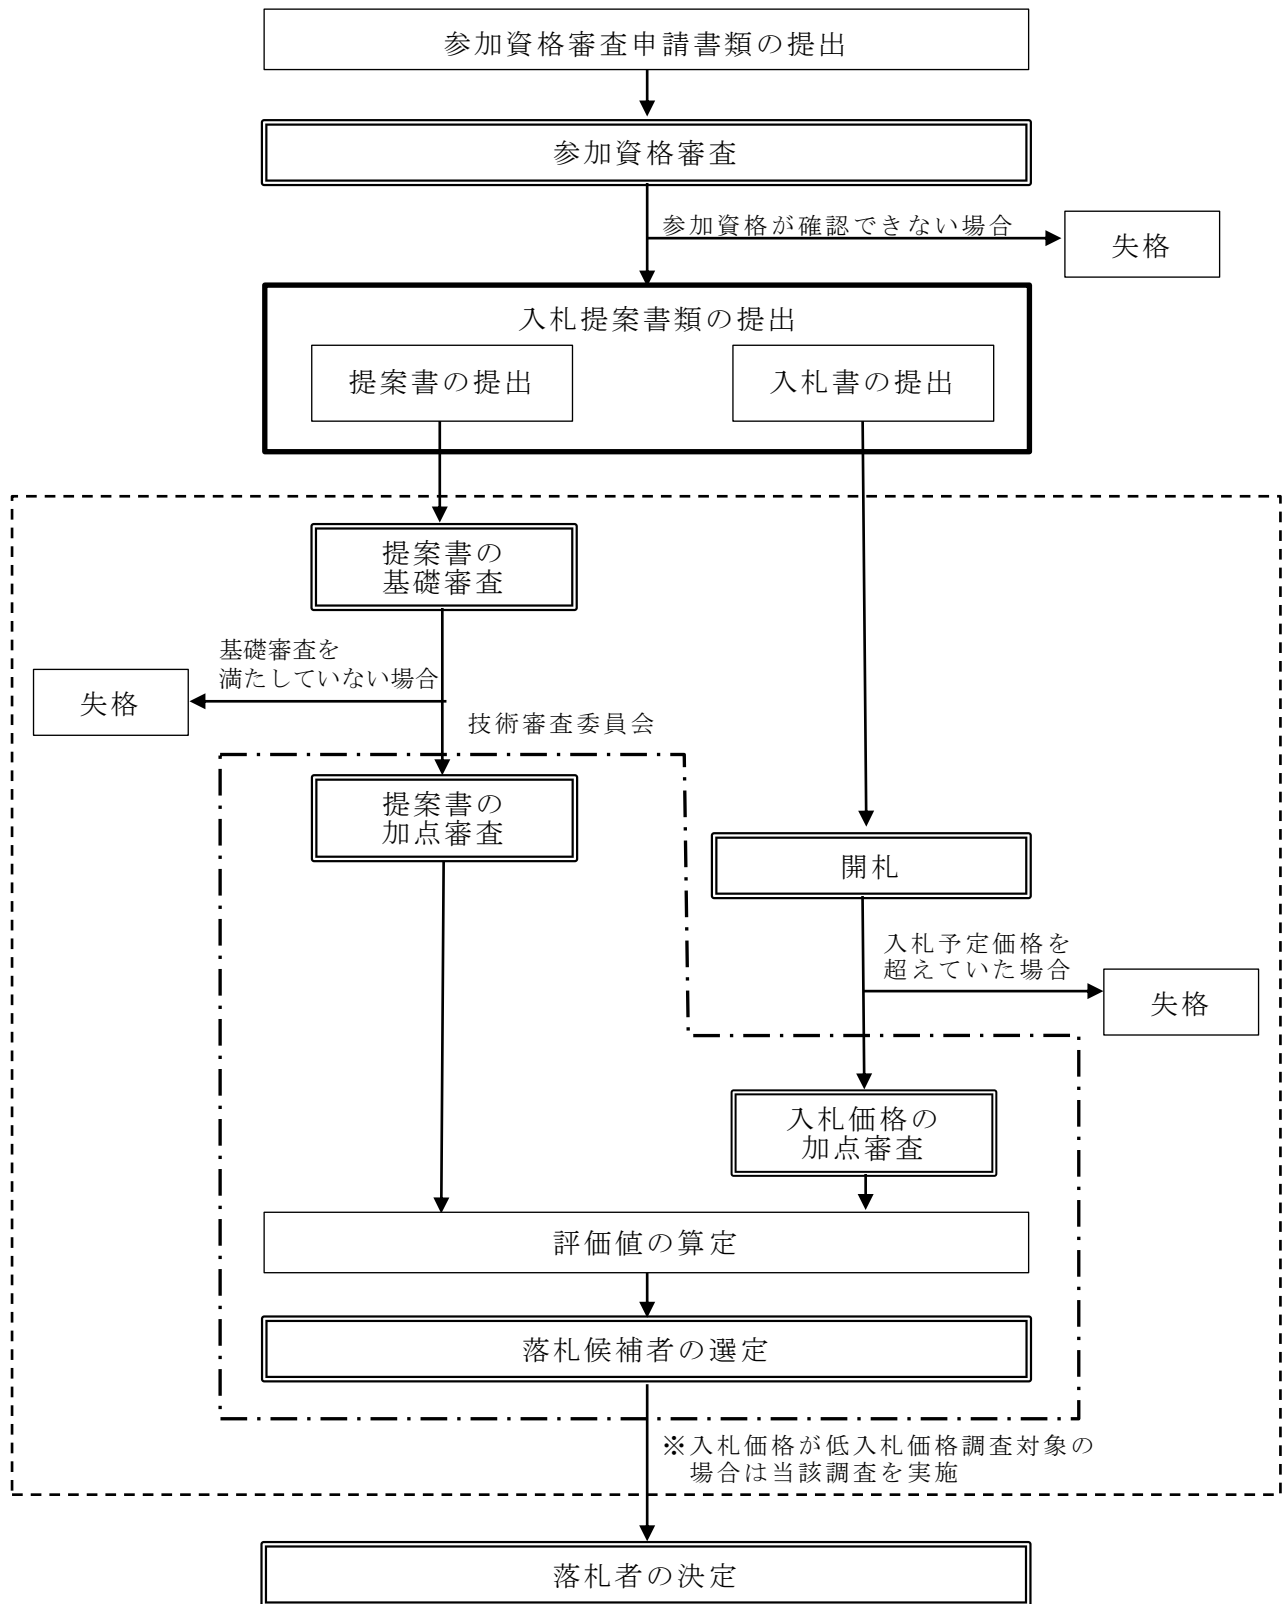 参加資格審査申請書類の提出
参加資格審査
参加資格が確認できない場合
失格
入札提案書類の提出
提案書の提出
入札書の提出
提案書の
基礎審査
基礎審査を
満たしていない場合
失格
技術審査委員会
提案書の
加点審査
開札
入札予定価格を
超えていた場合
失格
入札価格の
加点審査
評価値の算定
落札候補者の選定
※入札価格が低入札価格調査対象の
場合は当該調査を実施
落札者の決定